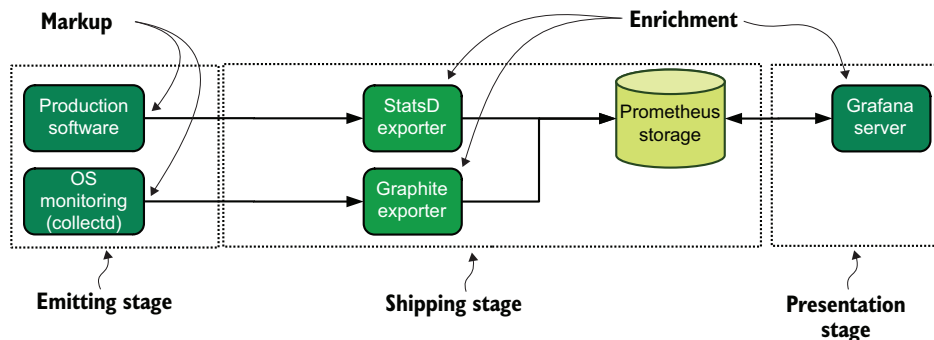 Markup
Enrichment
Production
software
StatsD
exporter
Prometheus
storage
Grafana
server
OS
monitoring
(collectd)
Graphite
exporter
Emitting stage
Shipping stage
Presentation
stage